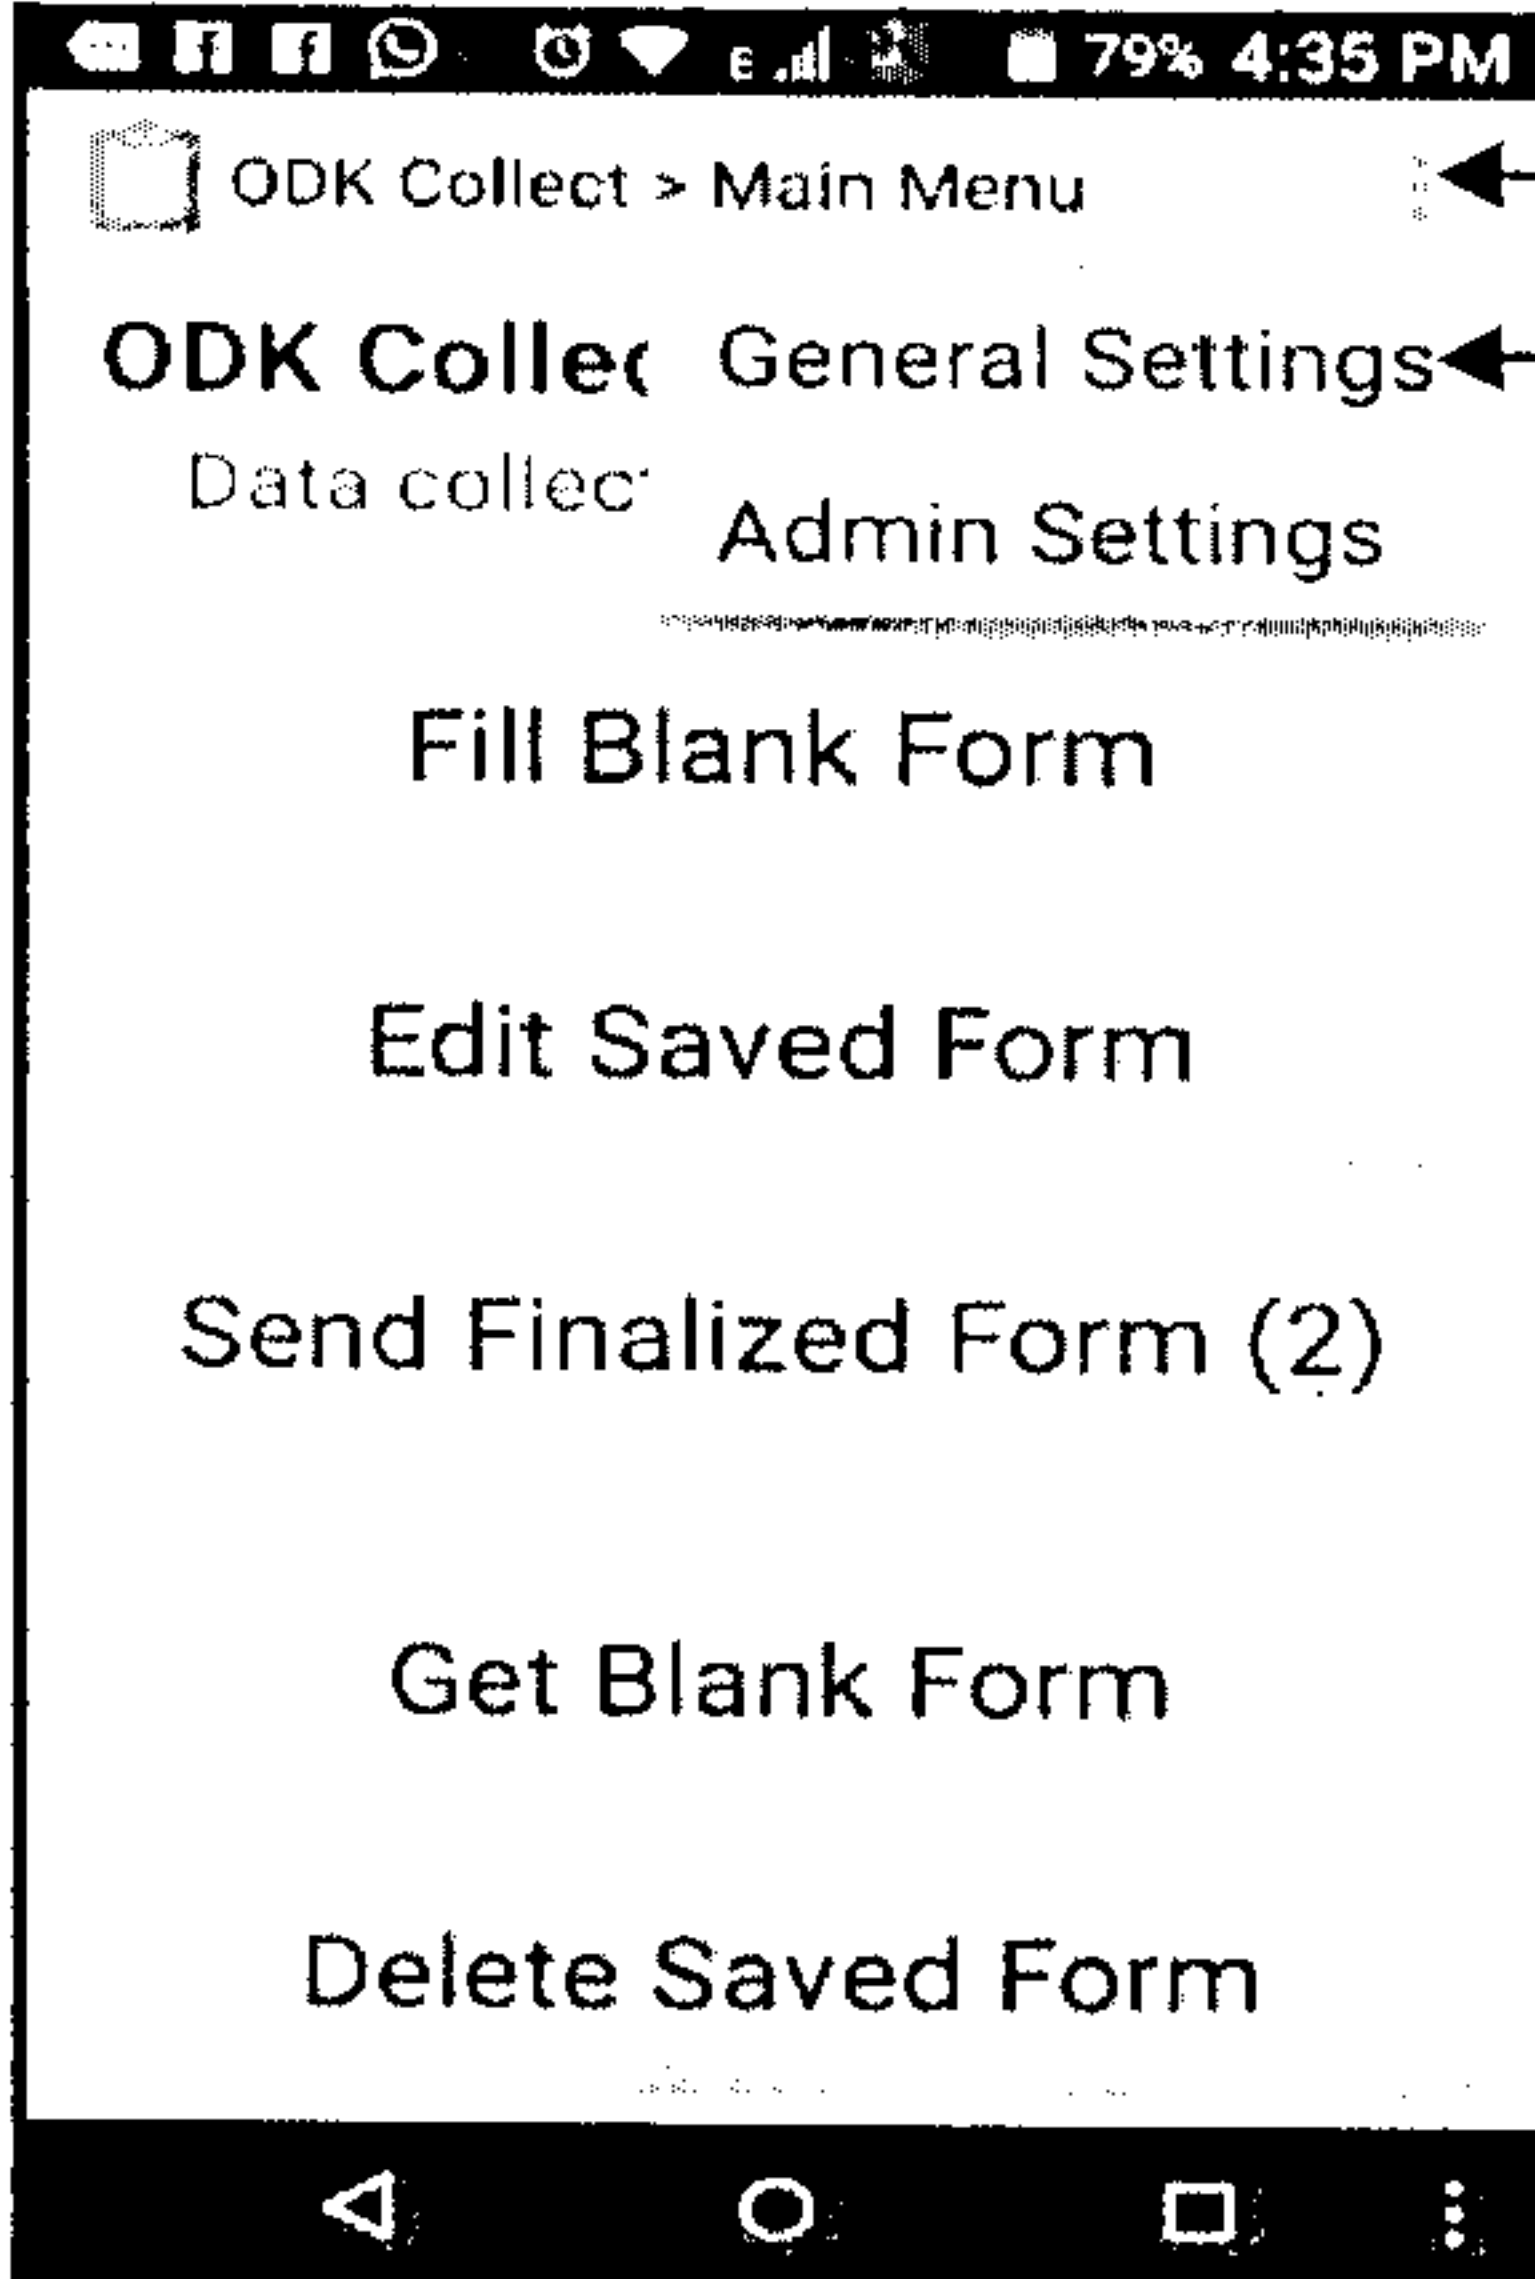 79% 4:35 PM
ODK Collect > Main Menu
ODK Collec General Settings
Data collec
Admin Settings
Fill Blank Form
Edit Saved Form
Send Finalized Form (2)
Get Blank Form
Delete Saved Form